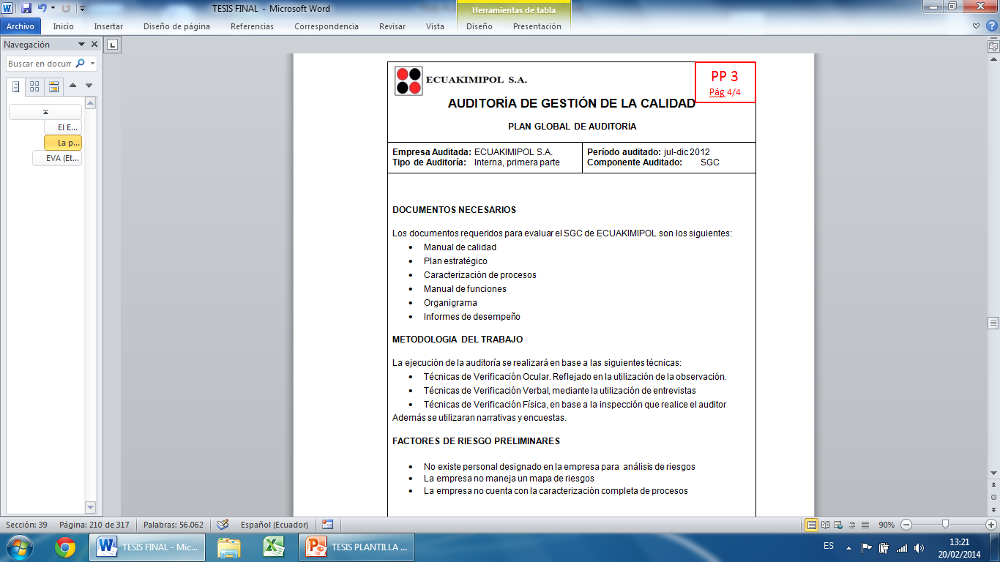 TESIS FINAL - Microsoft Word
Herramientas de tabla
Archivo Inicio Insertar Diseño de página Referencias Correspondencia Revisar Vista Diseño Presentación
Navegación
Buscar en docum
El E...
La p...
EVA (Et...
ECUAKIMIPOL S.A.
PP 3
Pág 4/4
AUDITORÍA DE GESTIÓN DE LA CALIDAD
PLAN GLOBAL DE AUDITORÍA
Empresa Auditada: ECUAKIMIPOL S.A.
Tipo de Auditoría: Interna, primera parte
Período auditado: jul-dic 2012
Componente Auditado: SGC
DOCUMENTOS NECESARIOS
Los documentos requeridos para evaluar el SGC de ECUAKIMIPOL son los siguientes:
• Manual de calidad
• Plan estratégico
• Caracterización de procesos
• Manual de funciones
• Organigrama
• Informes de desempeño
METODOLOGIA DEL TRABAJO
La ejecución de la auditoría se realizará en base a las siguientes técnicas:
• Técnicas de Verificación Ocular. Reflejado en la utilización de la observación.
• Técnicas de Verificación Verbal, mediante la utilización de entrevistas
• Técnicas de Verificación Física, en base a la inspección que realice el auditor
Además se utilizaran narrativas y encuestas.
FACTORES DE RIESGO PRELIMINARES
• No existe personal designado en la empresa para análisis de riesgos
• La empresa no maneja un mapa de riesgos
• La empresa no cuenta con la caracterización completa de procesos
Sección: 39 Página: 210 de 317 Palabras: 56.062 Español (Ecuador) 90%
TESIS FINAL - Mic...
TESIS PLANTILLA ...
ES
13:21
20/02/2014